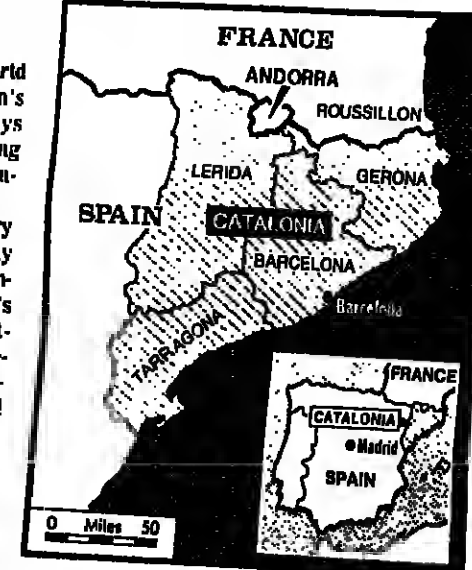 FRANCE
ANDORRA
ROUSSILLON
LERIDA
GERONA
SPAIN
CATALONIA
BARCELONA
Barcelona
TARRAGONA
0 Miles 50
FRANCE
CATALONIA
Madrid
SPAIN